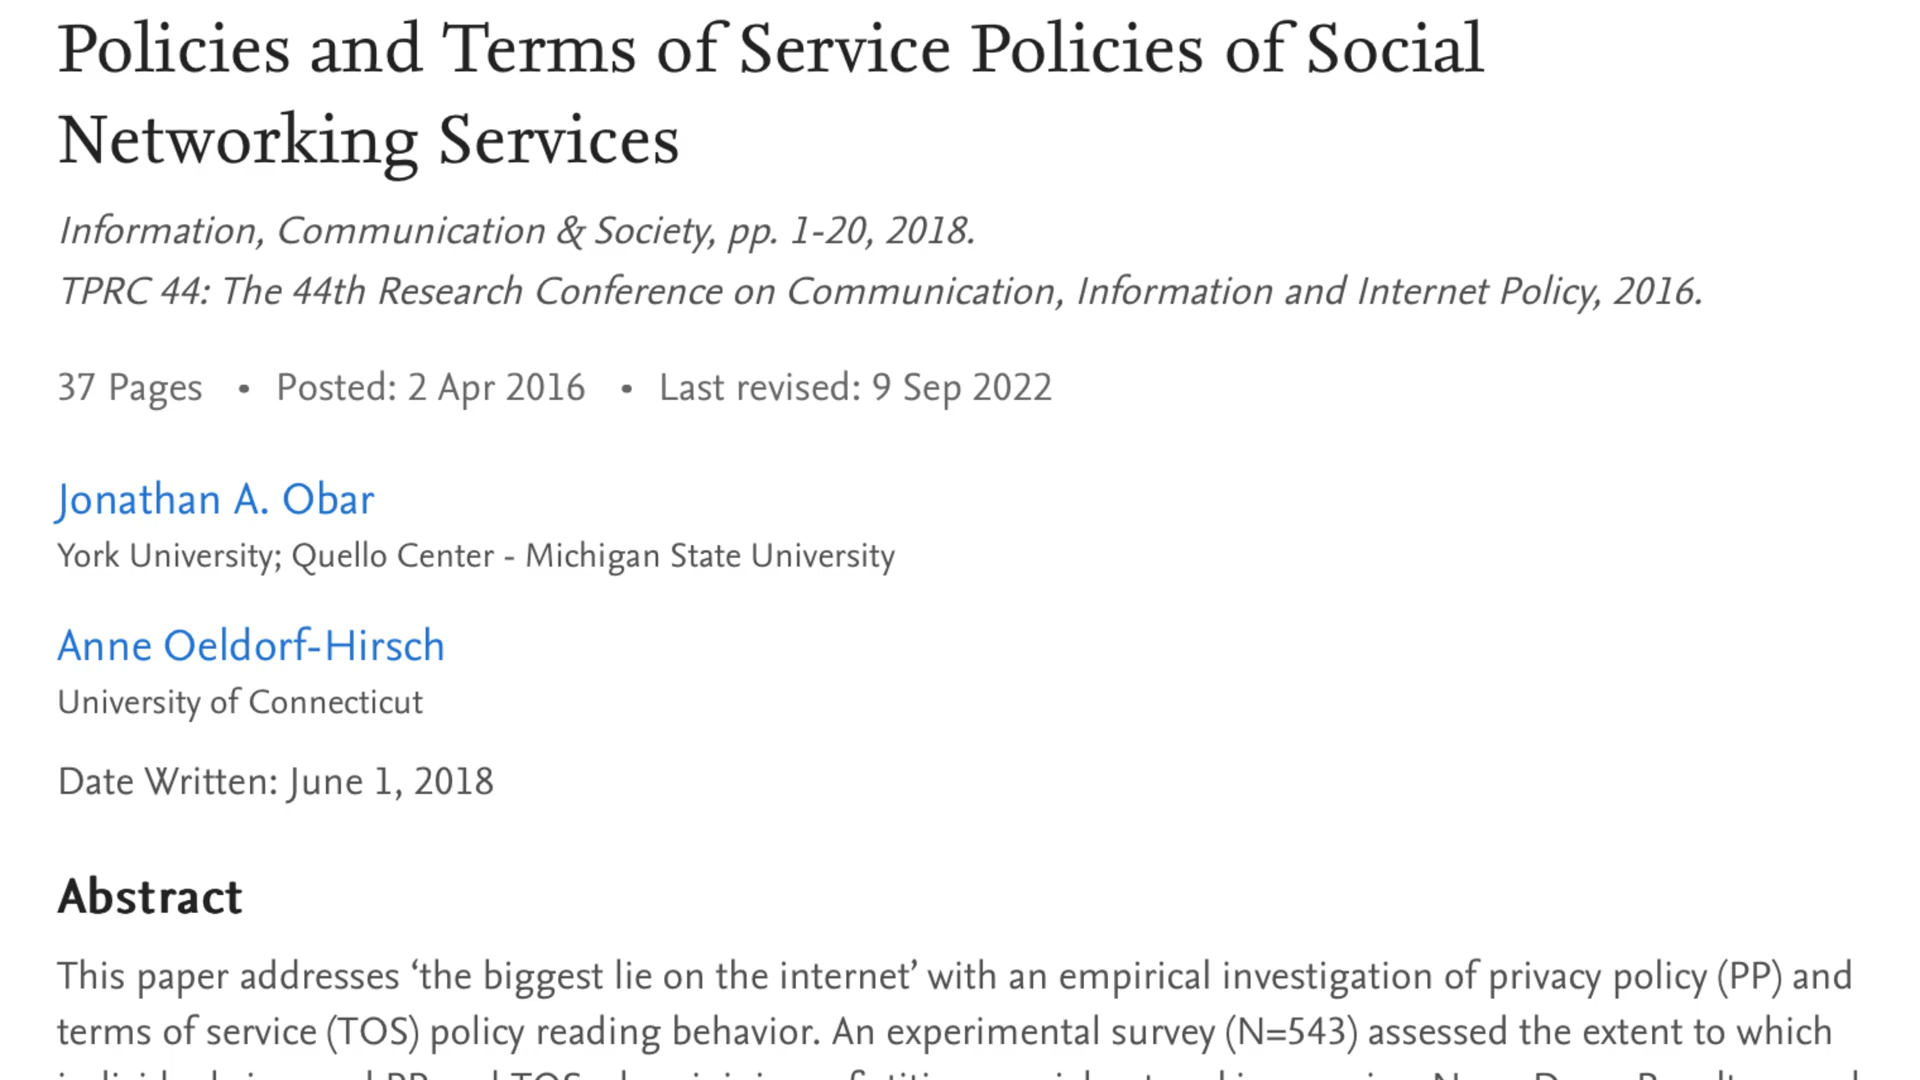 Policies and Terms of Service Policies of Social
Networking Services
Information, Communication & Society, pp. 1-20, 2018.
TPRC 44: The 44th Research Conference on Communication, Information and Internet Policy, 2016.
37 Pages • Posted: 2 Apr 2016 • Last revised: 9 Sep 2022
Jonathan A. Obar
York University; Quello Center - Michigan State University
Anne Oeldorf-Hirsch
University of Connecticut
Date Written: June 1, 2018
Abstract
This paper addresses ‘the biggest lie on the internet’ with an empirical investigation of privacy policy (PP) and
terms of service (TOS) policy reading behavior. An experimental survey (N=543) assessed the extent to which